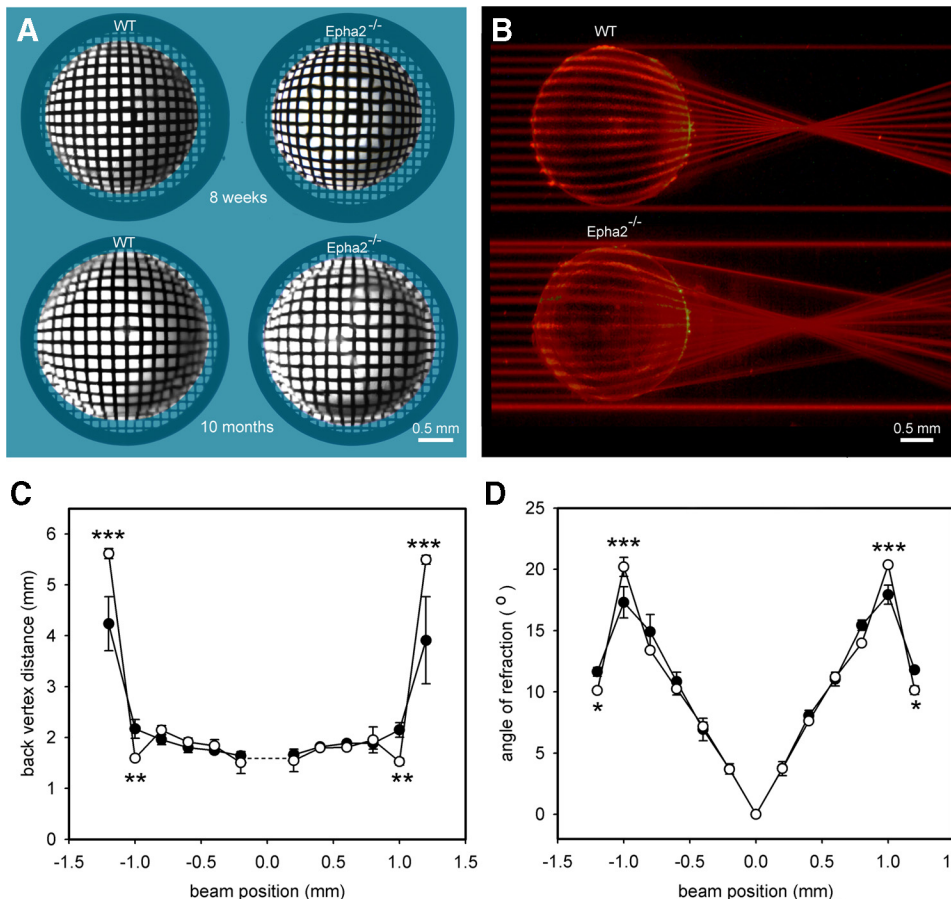 A
WT
Epha2-/-
8 weeks
WT
Epha2-/-
10 months
0.5 mm
B
WT
Epha2-/-
0.5 mm
C
back vertex distance (mm)
6
5
4
3
2
1
0
***
***
**
**
-1.5 -1.0 -0.5 0.0 0.5 1.0 1.5
beam position (mm)
D
angle of refraction (o)
25
20
15
10
5
0
***
***
*
*
-1.5 -1.0 -0.5 0.0 0.5 1.0 1
beam position (mm)